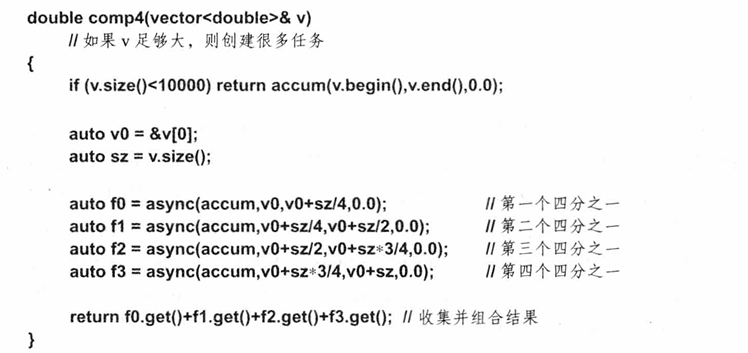 double comp4(vector<double>& v)
// 如果 v 足够大，则创建很多任务
{
if (v.size()<10000) return accum(v.begin(),v.end(),0.0);
auto v0 = &v[0];
auto sz = v.size();
auto f0 = async(accum,v0,v0+sz/4,0.0); // 第一个四分之一
auto f1 = async(accum,v0+sz/4,v0+sz/2,0.0); // 第二个四分之一
auto f2 = async(accum,v0+sz/2,v0+sz*3/4,0.0); // 第三个四分之一
auto f3 = async(accum,v0+sz*3/4,v0+sz,0.0); // 第四个四分之一
return f0.get()+f1.get()+f2.get()+f3.get(); // 收集并组合结果
}